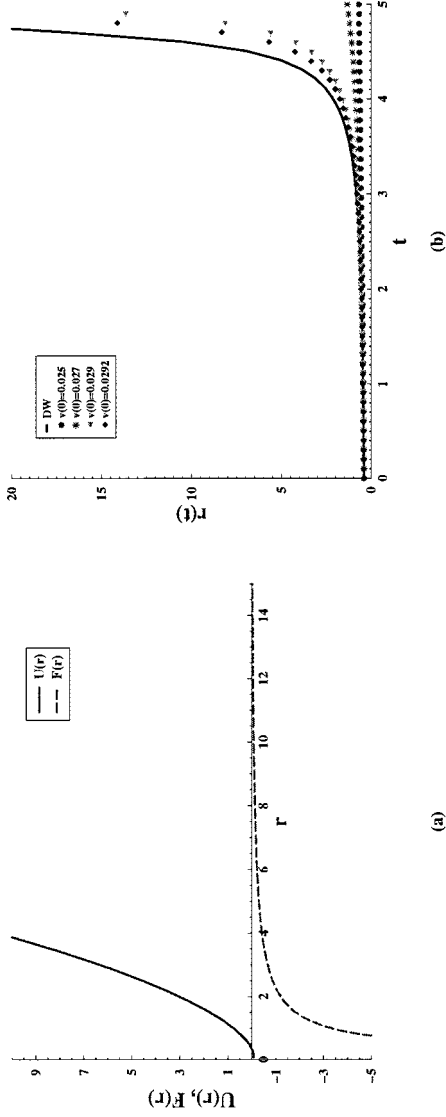 U(r), F(r)
9
7
5
3
1
−1
−3
−5
0
2
4
6
8
10
12
14
r
U(r)
F(r)
(a)
r(t)
20
15
10
5
0
0
1
2
3
4
5
t
DW
v(0)=0.025
v(0)=0.027
v(0)=0.029
v(0)=0.0292
(b)